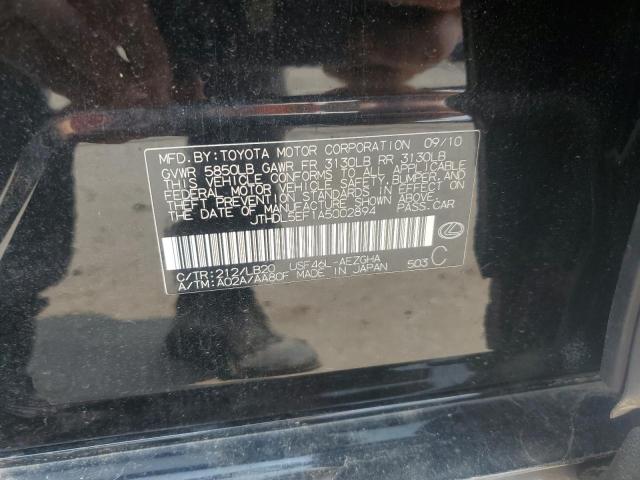 MFD. BY: TOYOTA MOTOR CORPORATION 09/10
GVWR 5850LB GAWR FR 3130LB RR 3130LB
THIS VEHICLE CONFORMS TO ALL APPLICABLE
FEDERAL MOTOR VEHICLE SAFETY, BUMPER, AND
THEFT PREVENTION STANDARDS IN EFFECT ON
THE DATE OF MANUFACTURE SHOWN ABOVE.
JTHDL5EF1A5002894 PASS.CAR
C/TR:212/LB20 USF46L-AEZGHA
A/TM:A02A/AA80F MADE IN JAPAN 503 C